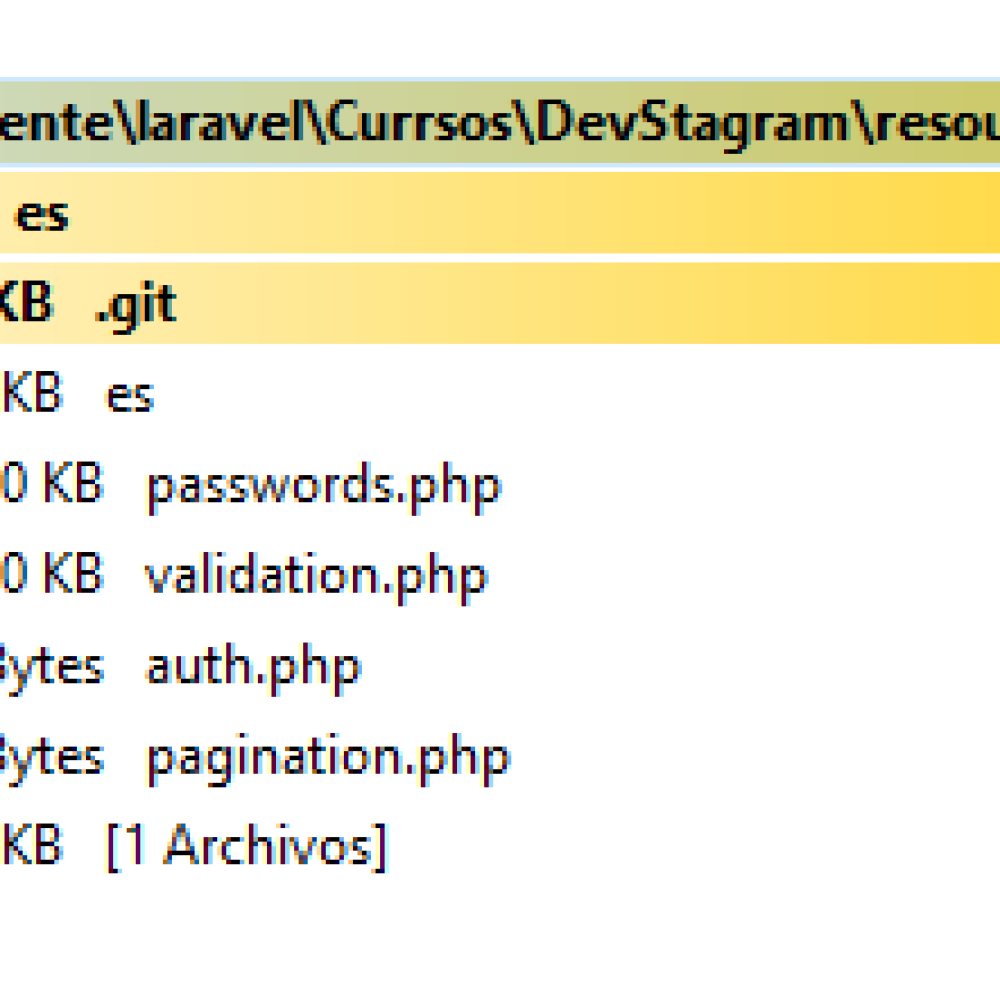 ente\laravel\Currsos\DevStagram\resou
es
KB .git
KB es
0 KB passwords.php
0 KB validation.php
Bytes auth.php
Bytes pagination.php
KB [1 Archivos]